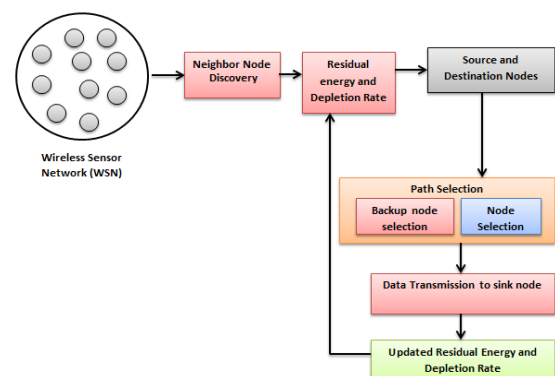 Neighbor Node
Discovery
Residual
energy and
Depletion Rate
Source and
Destination Nodes
Wireless Sensor
Network (WSN)
Path Selection
Backup node
selection
Node
Selection
Data Transmission to sink node
Updated Residual Energy and
Depletion Rate